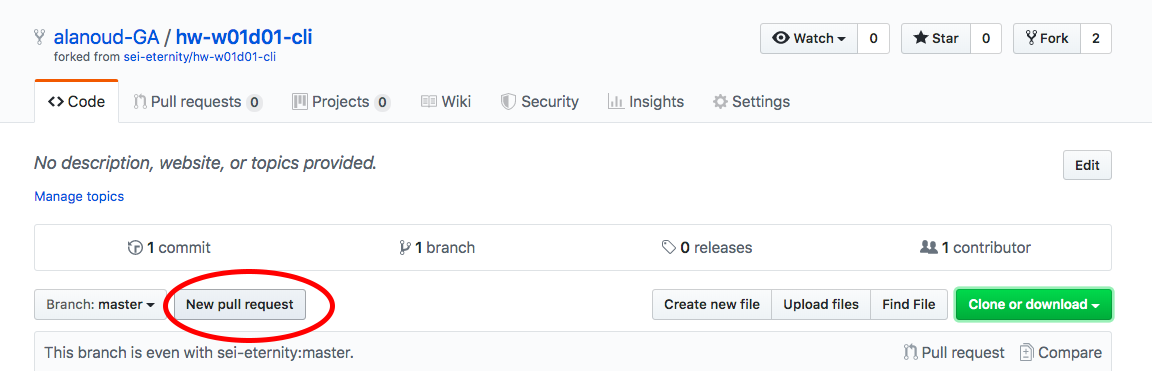 alanoud-GA / hw-w01d01-cli
Watch 0 Star 0 Fork 2
forked from sei-eternity/hw-w01d01-cli
Code Pull requests 0 Projects 0 Wiki Security Insights Settings
No description, website, or topics provided.
Edit
Manage topics
1 commit 1 branch 0 releases 1 contributor
Branch: master New pull request Create new file Upload files Find File Clone or download
This branch is even with sei-eternity:master. Pull request Compare